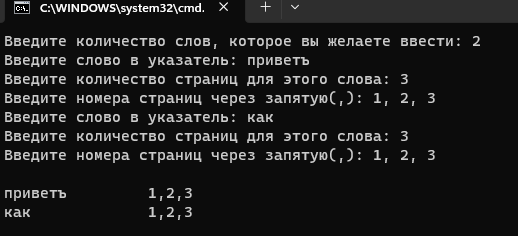 C:\WINDOWS\system32\cmd.
Введите количество слов, которое вы желаете ввести: 2
Введите слово в указатель: приветъ
Введите количество страниц для этого слова: 3
Введите номера страниц через запятую(,): 1, 2, 3
Введите слово в указатель: как
Введите количество страниц для этого слова: 3
Введите номера страниц через запятую(,): 1, 2, 3
приветъ 1,2,3
как 1,2,3